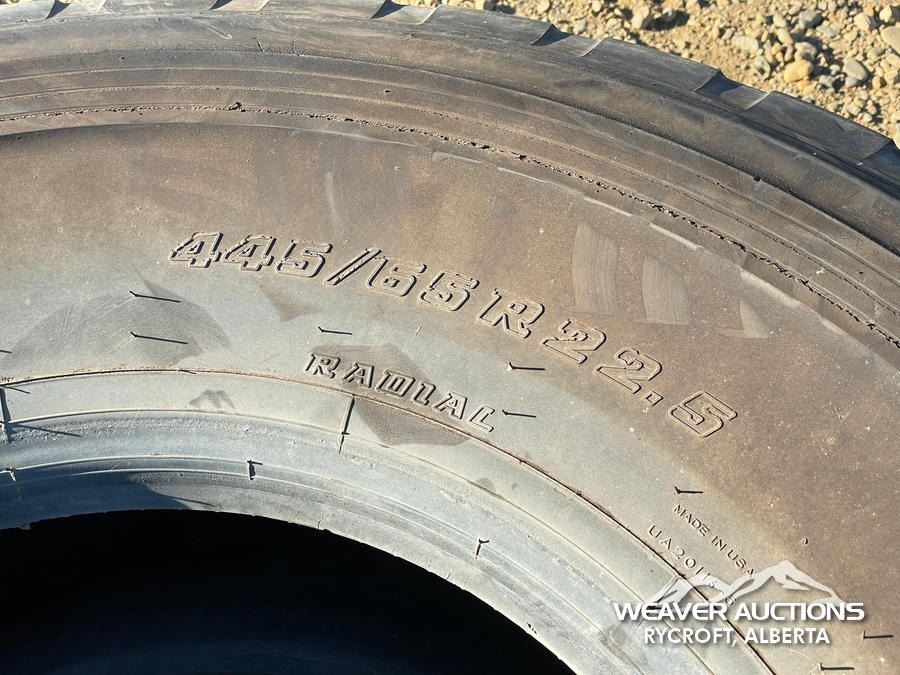 445/65R22.5
RADIAL
MADE IN USA
WEAVER AUCTIONS
RYCROFT, ALBERTA